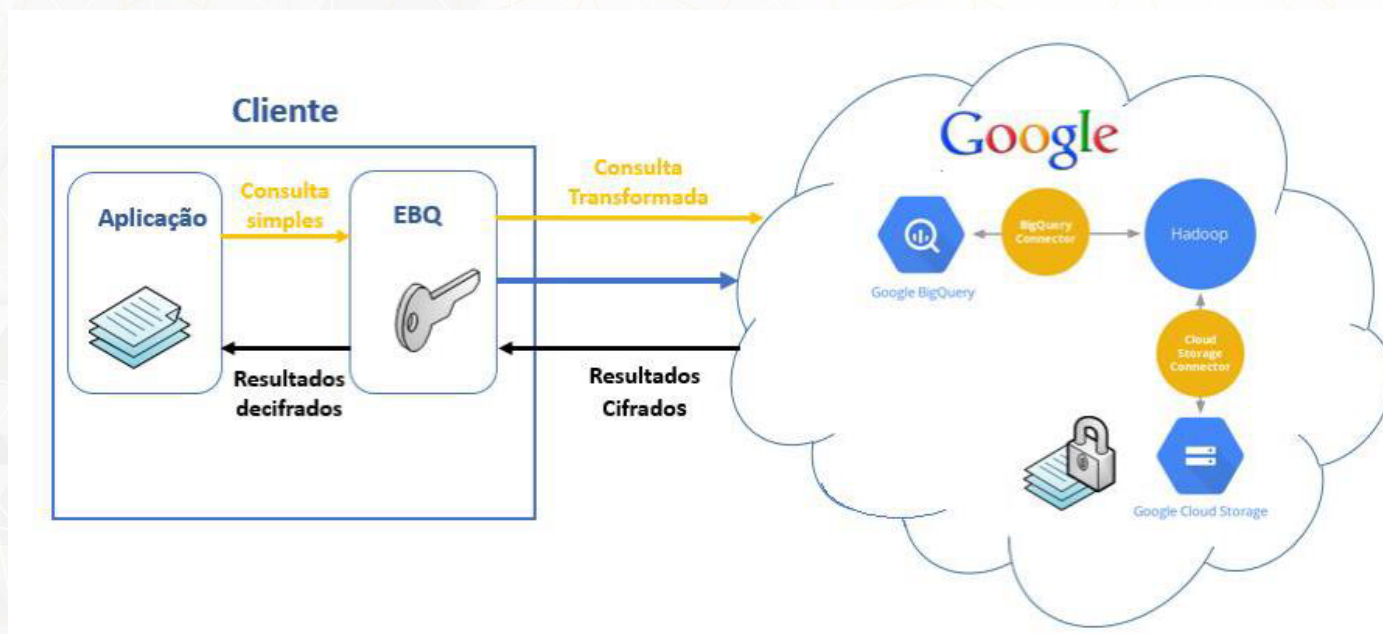 Cliente
Aplicação
Consulta
simples
EBQ
Consulta
Transformada
Resultados
decifrados
Resultados
Cifrados
Google
Google BigQuery
BigQuery
Connector
Hadoop
Cloud
Storage
Connector
Google Cloud Storage